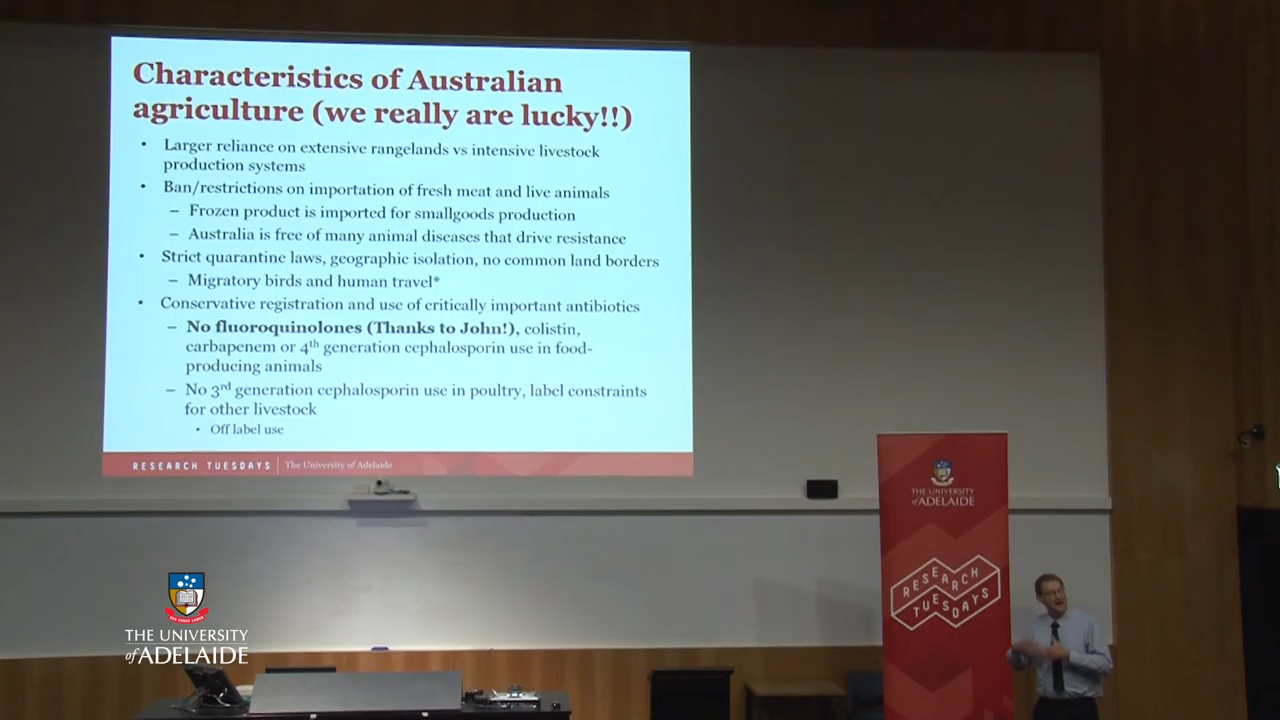 Characteristics of Australian
agriculture (we really are lucky!!)
• Larger reliance on extensive rangelands vs intensive livestock
production systems
• Ban/restrictions on importation of fresh meat and live animals
– Frozen product is imported for smallgoods production
– Australia is free of many animal diseases that drive resistance
• Strict quarantine laws, geographic isolation, no common land borders
– Migratory birds and human travel*
• Conservative registration and use of critically important antibiotics
– No fluoroquinolones (Thanks to John!), colistin,
carbapenem or 4th generation cephalosporin use in food-
producing animals
– No 3rd generation cephalosporin use in poultry, label constraints
for other livestock
• Off label use
RESEARCH TUESDAYS | The University of Adelaide
THE UNIVERSITY
of ADELAIDE
RESEARCH
TUESDAYS
THE UNIVERSITY
of ADELAIDE